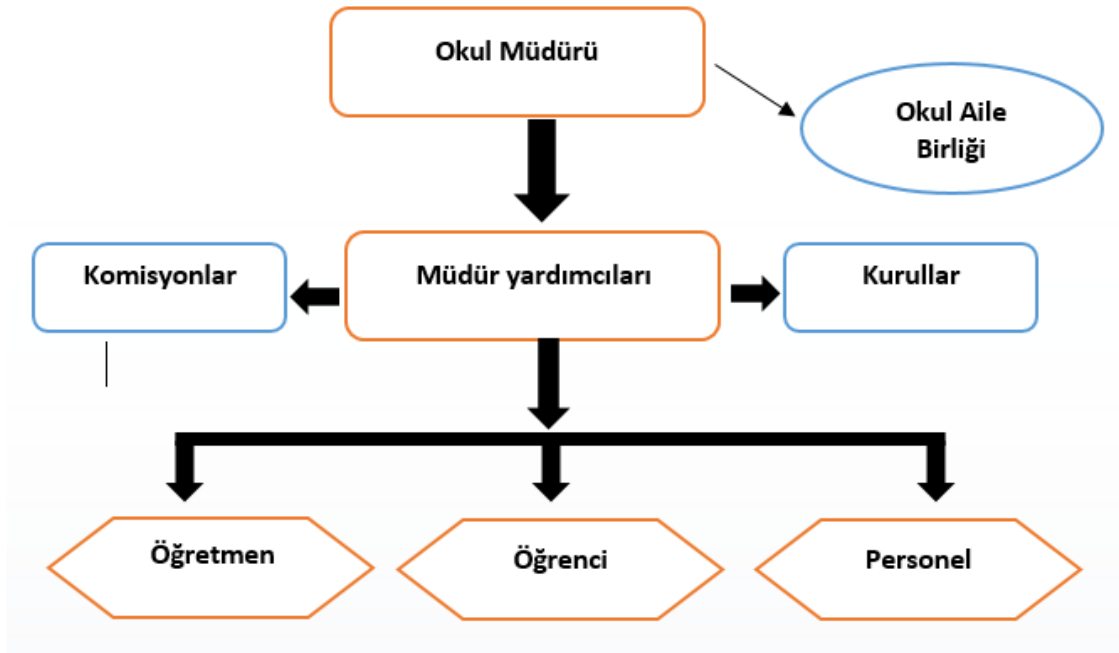 Okul Müdürü
Okul Aile
Birliği
Komisyonlar
Müdür yardımcıları
Kurullar
Öğretmen
Öğrenci
Personel